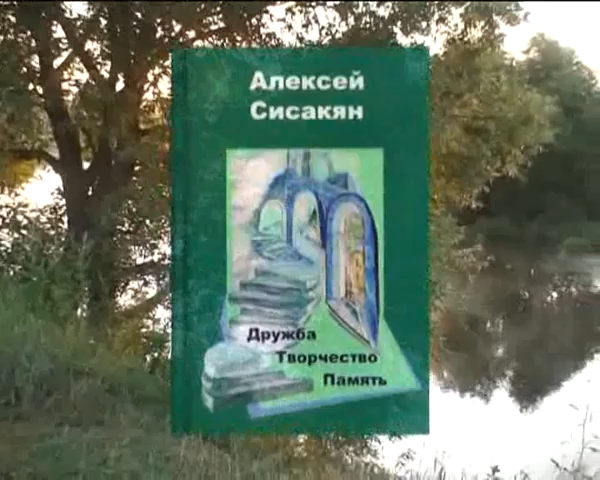 Алексей
Сисакян
Дружба
Творчество
Память